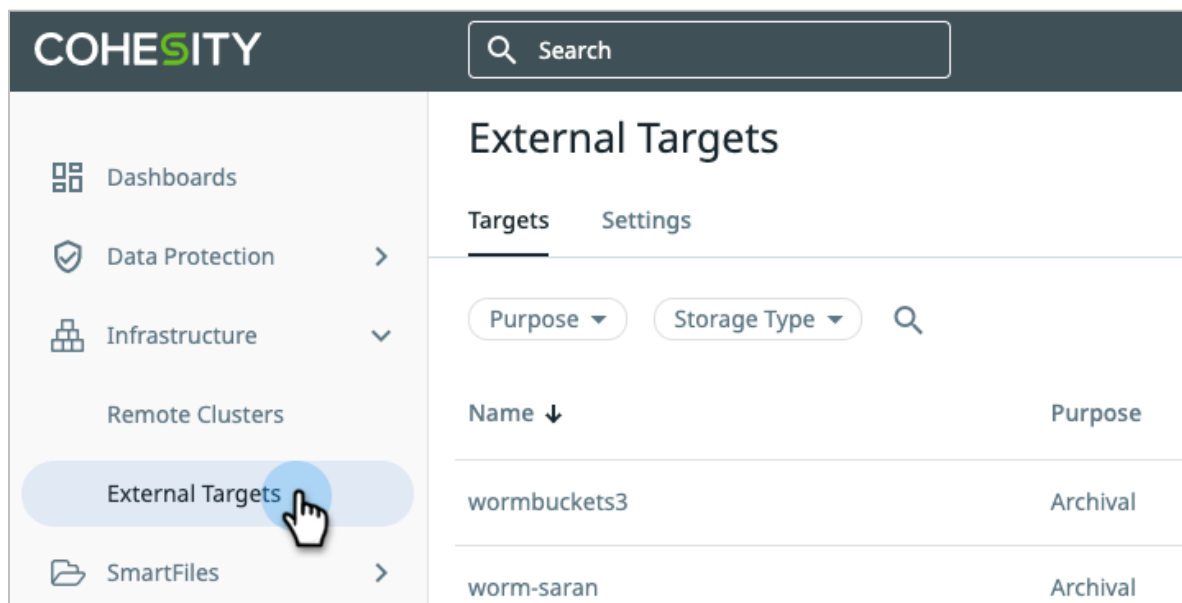 COHESITY
Search
Dashboards
Data Protection
Infrastructure
Remote Clusters
External Targets
SmartFiles
External Targets
Targets Settings
Purpose Storage Type
Name Purpose
wormbuckets3 Archival
worm-saran Archival